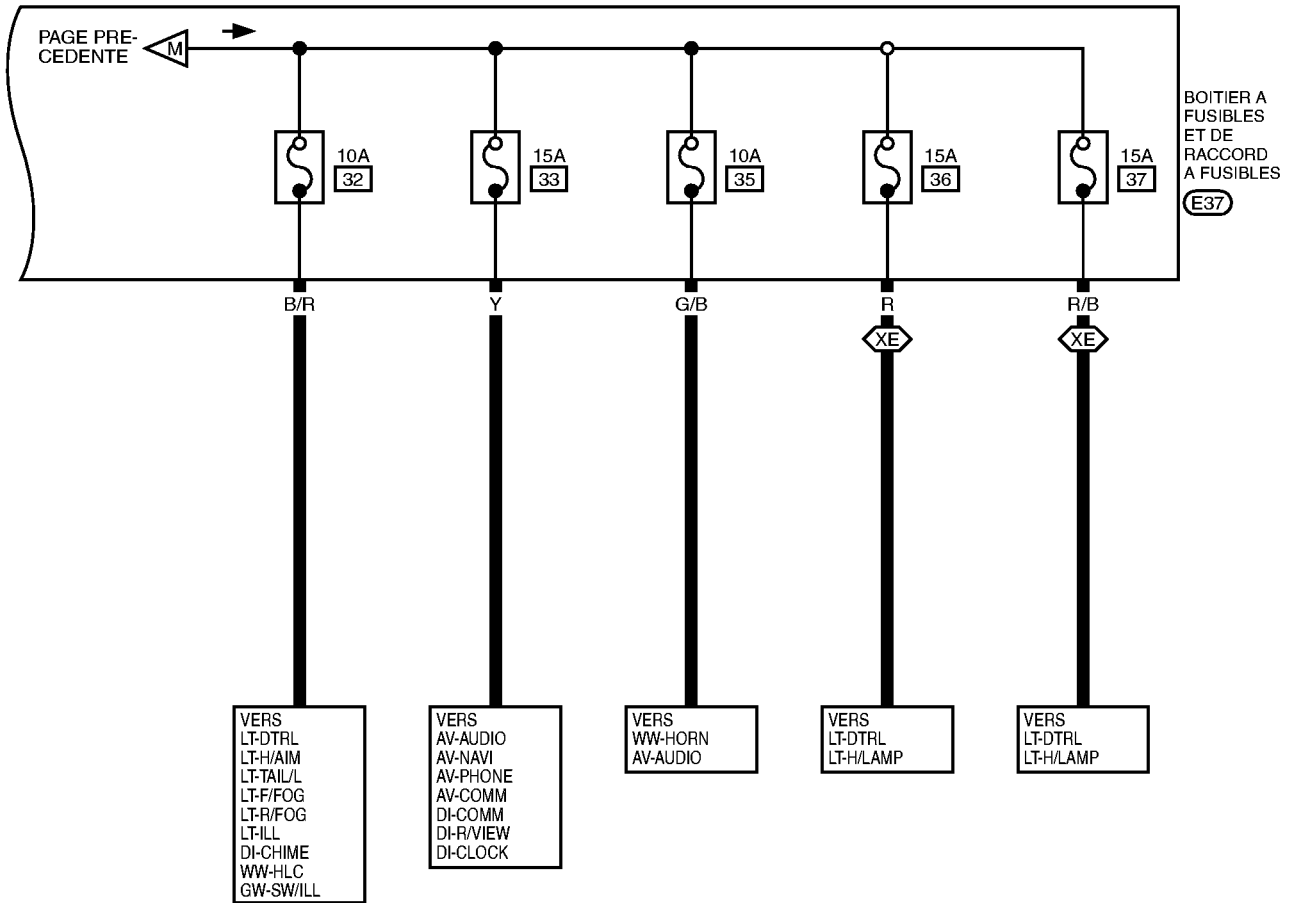 PAGE PRE-
CEDENTE
M
BOITIER A
FUSIBLES
ET DE
RACCORD
A FUSIBLES
E37
10A
32
15A
33
10A
35
15A
36
15A
37
B/R
Y
G/B
R
R/B
XE
XE
VERS
LT-DTRL
LT-H/AIM
LT-TAIL/L
LT-F/FOG
LT-R/FOG
LT-ILL
DI-CHIME
WW-HLC
GW-SW/ILL
VERS
AV-AUDIO
AV-NAVI
AV-PHONE
AV-COMM
DI-COMM
DI-R/VIEW
DI-CLOCK
VERS
WW-HORN
AV-AUDIO
VERS
LT-DTRL
LT-H/LAMP
VERS
LT-DTRL
LT-H/LAMP